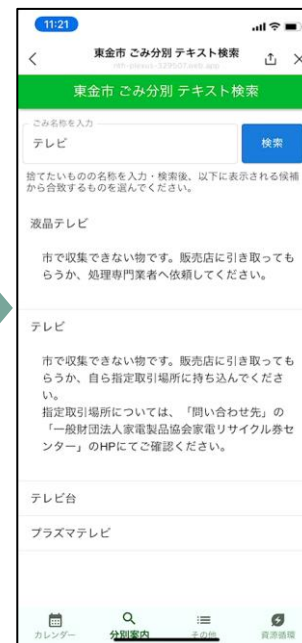 11:21
東金市 ごみ分別 テキスト検索
東金市 ごみ分別 テキスト検索
ごみ名称を入力
テレビ
検索
捨てたいものの名称を入力・検索後、以下に表示される候補
から合致するものを選んでください。
液晶テレビ
市で収集できない物です。販売店に引き取っても
らうか、処理専門業者へ依頼してください。
テレビ
市で収集できない物です。販売店に引き取っても
らうか、自ら指定取引場所に持ち込んでくださ
い。
指定取引場所については、「問い合わせ先」の
「一般財団法人家電製品協会家電リサイクル券セ
ンター」のHPにてご確認ください。
テレビ台
プラズマテレビ
カレンダー 分別案内 その他 資源循環